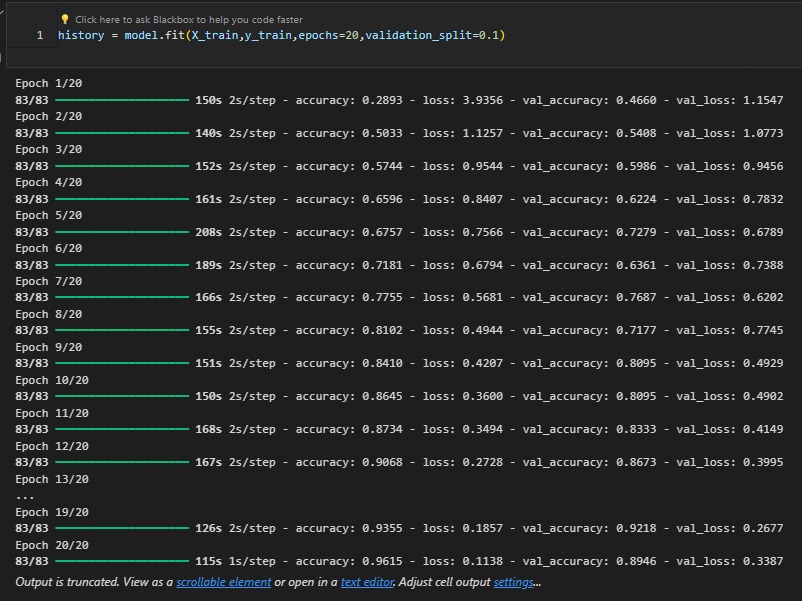 Click here to ask Blackbox to help you code faster
1 history = model.fit(X_train,y_train,epochs=20,validation_split=0.1)
Epoch 1/20
83/83 150s 2s/step - accuracy: 0.2893 - loss: 3.9356 - val_accuracy: 0.4660 - val_loss: 1.1547
Epoch 2/20
83/83 140s 2s/step - accuracy: 0.5033 - loss: 1.1257 - val_accuracy: 0.5408 - val_loss: 1.0773
Epoch 3/20
83/83 152s 2s/step - accuracy: 0.5744 - loss: 0.9544 - val_accuracy: 0.5986 - val_loss: 0.9456
Epoch 4/20
83/83 161s 2s/step - accuracy: 0.6596 - loss: 0.8407 - val_accuracy: 0.6224 - val_loss: 0.7832
Epoch 5/20
83/83 208s 2s/step - accuracy: 0.6757 - loss: 0.7566 - val_accuracy: 0.7279 - val_loss: 0.6789
Epoch 6/20
83/83 189s 2s/step - accuracy: 0.7181 - loss: 0.6794 - val_accuracy: 0.6361 - val_loss: 0.7388
Epoch 7/20
83/83 166s 2s/step - accuracy: 0.7755 - loss: 0.5681 - val_accuracy: 0.7687 - val_loss: 0.6202
Epoch 8/20
83/83 155s 2s/step - accuracy: 0.8102 - loss: 0.4944 - val_accuracy: 0.7177 - val_loss: 0.7745
Epoch 9/20
83/83 151s 2s/step - accuracy: 0.8410 - loss: 0.4207 - val_accuracy: 0.8095 - val_loss: 0.4929
Epoch 10/20
83/83 150s 2s/step - accuracy: 0.8645 - loss: 0.3600 - val_accuracy: 0.8095 - val_loss: 0.4902
Epoch 11/20
83/83 168s 2s/step - accuracy: 0.8734 - loss: 0.3494 - val_accuracy: 0.8333 - val_loss: 0.4149
Epoch 12/20
83/83 167s 2s/step - accuracy: 0.9068 - loss: 0.2728 - val_accuracy: 0.8673 - val_loss: 0.3995
Epoch 13/20
...
Epoch 19/20
83/83 126s 2s/step - accuracy: 0.9355 - loss: 0.1857 - val_accuracy: 0.9218 - val_loss: 0.2677
Epoch 20/20
83/83 115s 1s/step - accuracy: 0.9615 - loss: 0.1138 - val_accuracy: 0.8946 - val_loss: 0.3387
Output is truncated. View as a scrollable element or open in a text editor. Adjust cell output settings...